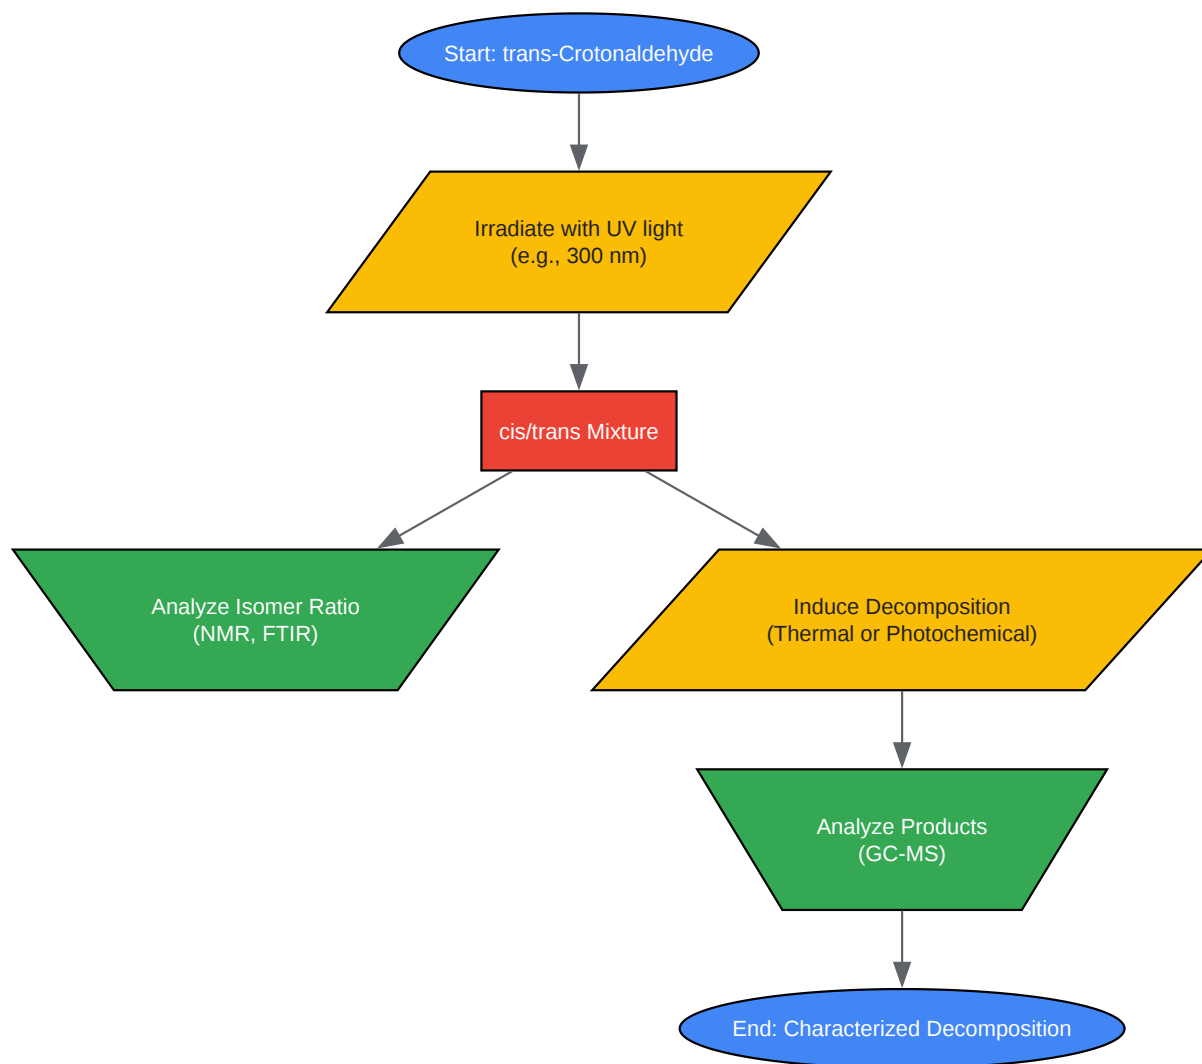 Start: trans-Crotonaldehyde
Irradiate with UV light
(e.g., 300 nm)
cis/trans Mixture
Analyze Isomer Ratio
(NMR, FTIR)
Induce Decomposition
(Thermal or Photochemical)
Analyze Products
(GC-MS)
End: Characterized Decomposition